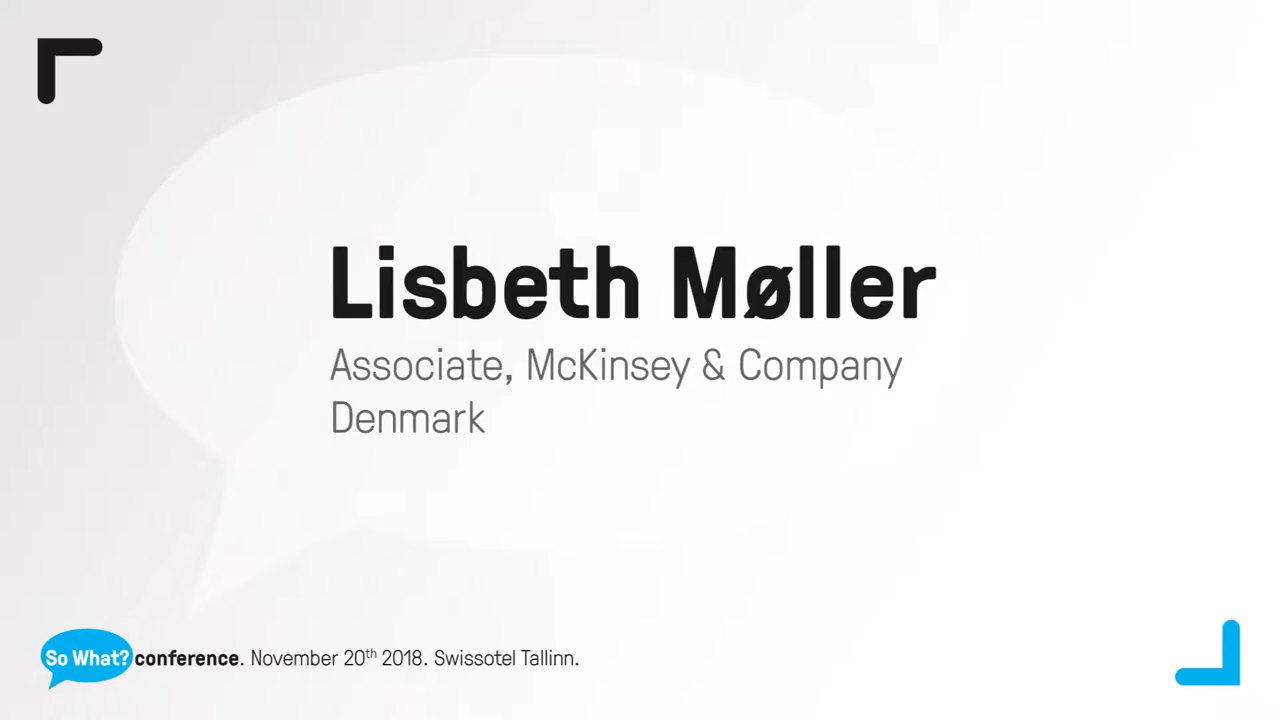 Lisbeth Møller
Associate, McKinsey & Company
Denmark
So What? conference. November 20th 2018. Swissotel Tallinn.